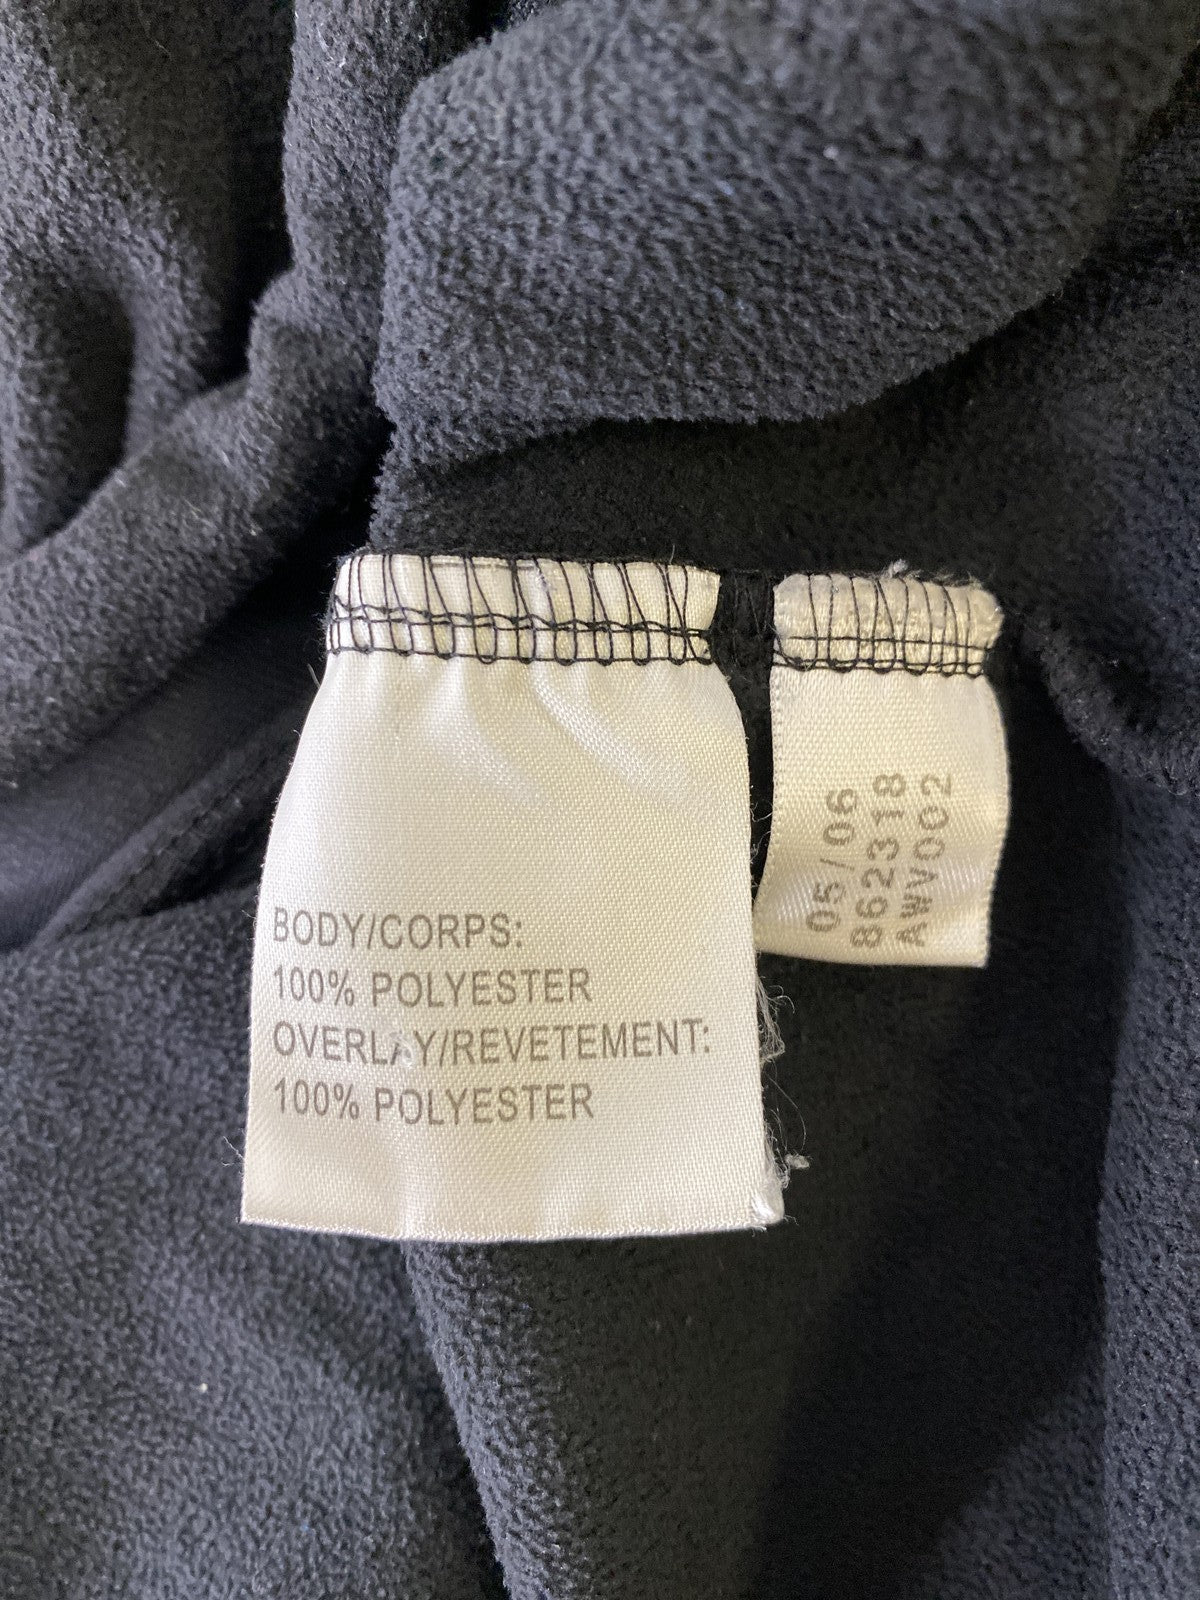 BODY/CORPS:
100% POLYESTER
OVERLAY/REVETEMENT:
100% POLYESTER
05/06
862318
AWV002